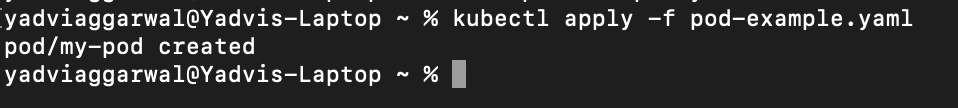 yadviaggarwal@Yadvis-Laptop ~ % kubectl apply -f pod-example.yaml
pod/my-pod created
yadviaggarwal@Yadvis-Laptop ~ %